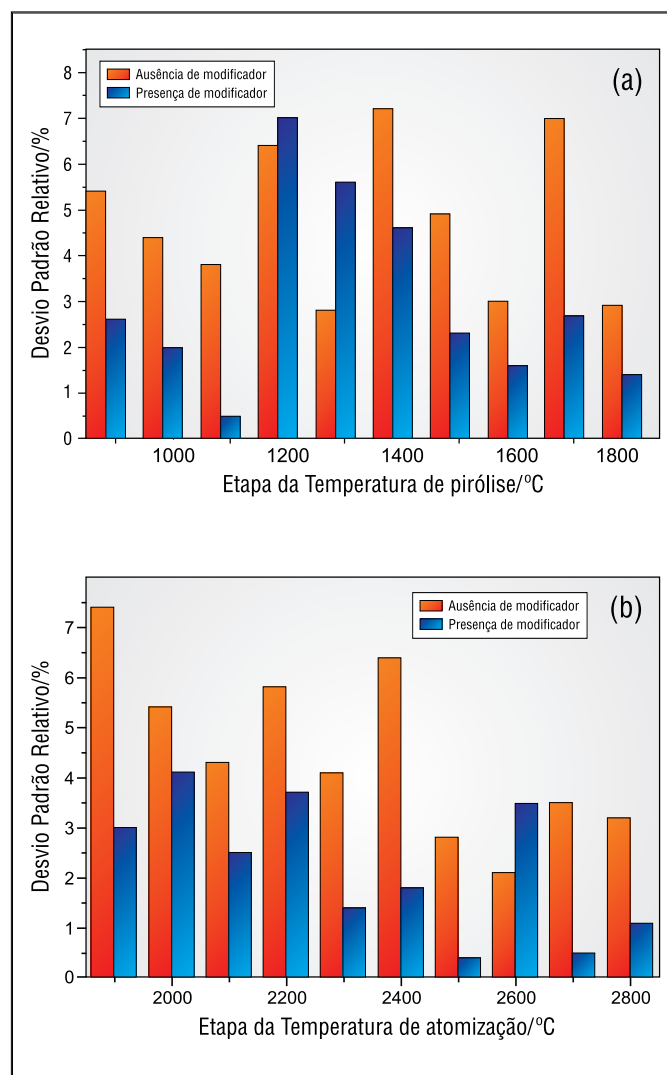 (a)
Ausência de modificador
Presença de modificador
Desvio Padrão Relativo/%
8
7
6
5
4
3
2
1
0
1000 1200 1400 1600 1800
Etapa da Temperatura de pirólise/ºC
(b)
Ausência de modificador
Presença de modificador
Desvio Padrão Relativo/%
7
6
5
4
3
2
1
0
2000 2200 2400 2600 2800
Etapa da Temperatura de atomização/ºC